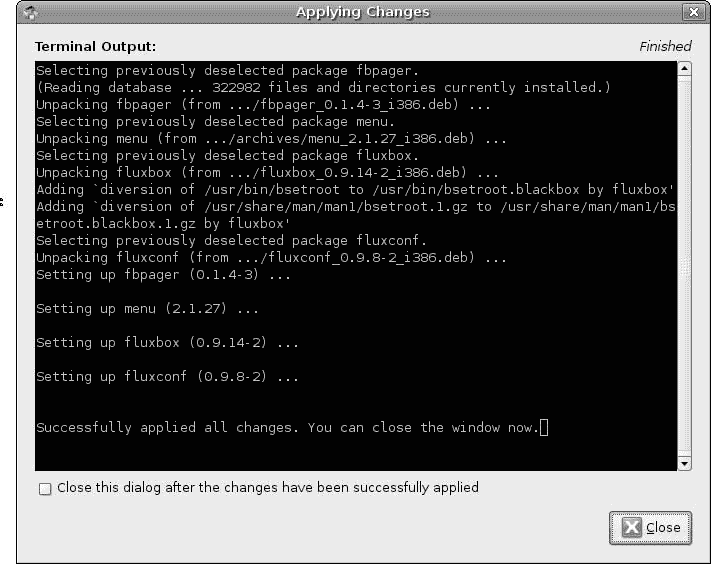 Applying Changes
Terminal Output:
Finished
Selecting previously deselected package fbpager.
(Reading database ... 322982 files and directories currently installed.)
Unpacking fbpager (from .../fbpager_0.1.4-3_i386.deb) ...
Selecting previously deselected package menu.
Unpacking menu (from .../archives/menu_2.1.27_i386.deb) ...
Selecting previously deselected package fluxbox.
Unpacking fluxbox (from .../fluxbox_0.9.14-2_i386.deb) ...
Adding `diversion of /usr/bin/bsetroot to /usr/bin/bsetroot.blackbox by fluxbox'
Adding `diversion of /usr/share/man/man1/bsetroot.1.gz to /usr/share/man/man1/bs
etroot.blackbox.1.gz by fluxbox'
Selecting previously deselected package fluxconf.
Unpacking fluxconf (from .../fluxconf_0.9.8-2_i386.deb) ...
Setting up fbpager (0.1.4-3) ...
Setting up menu (2.1.27) ...
Setting up fluxbox (0.9.14-2) ...
Setting up fluxconf (0.9.8-2) ...
Successfully applied all changes. You can close the window now.
Close this dialog after the changes have been successfully applied
Close